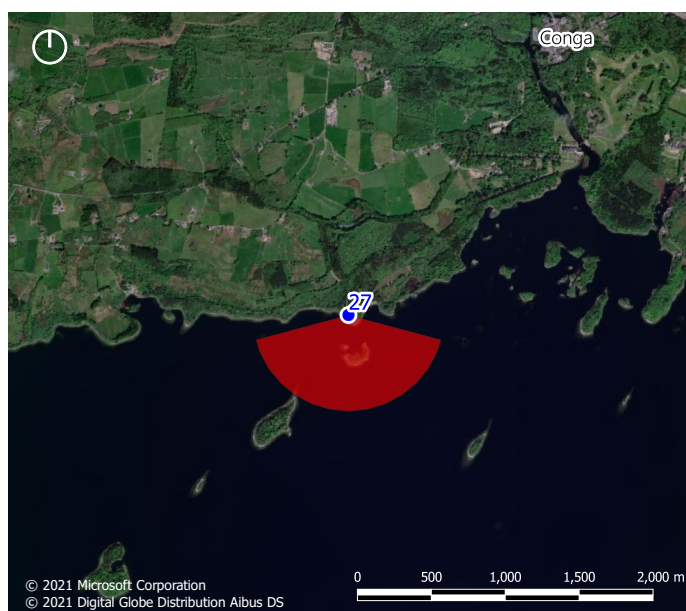 Conga
27
0 500 1,000 1,500 2,000 m
© 2021 Microsoft Corporation
© 2021 Digital Globe Distribution Aibus DS